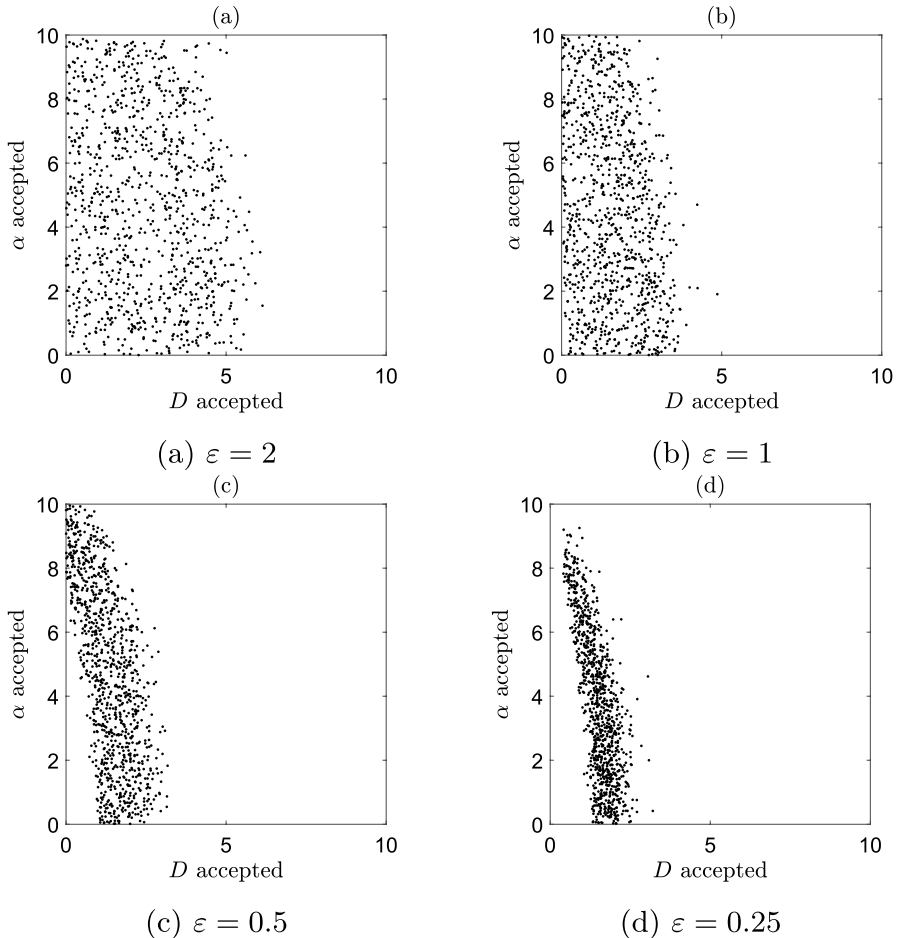 (a)
10
8
6
4
2
0
α accepted
0 5 10
D accepted
(a) ε = 2
(b)
10
8
6
4
2
0
α accepted
0 5 10
D accepted
(b) ε = 1
(c)
10
8
6
4
2
0
α accepted
0 5 10
D accepted
(c) ε = 0.5
(d)
10
8
6
4
2
0
α accepted
0 5 10
D accepted
(d) ε = 0.25